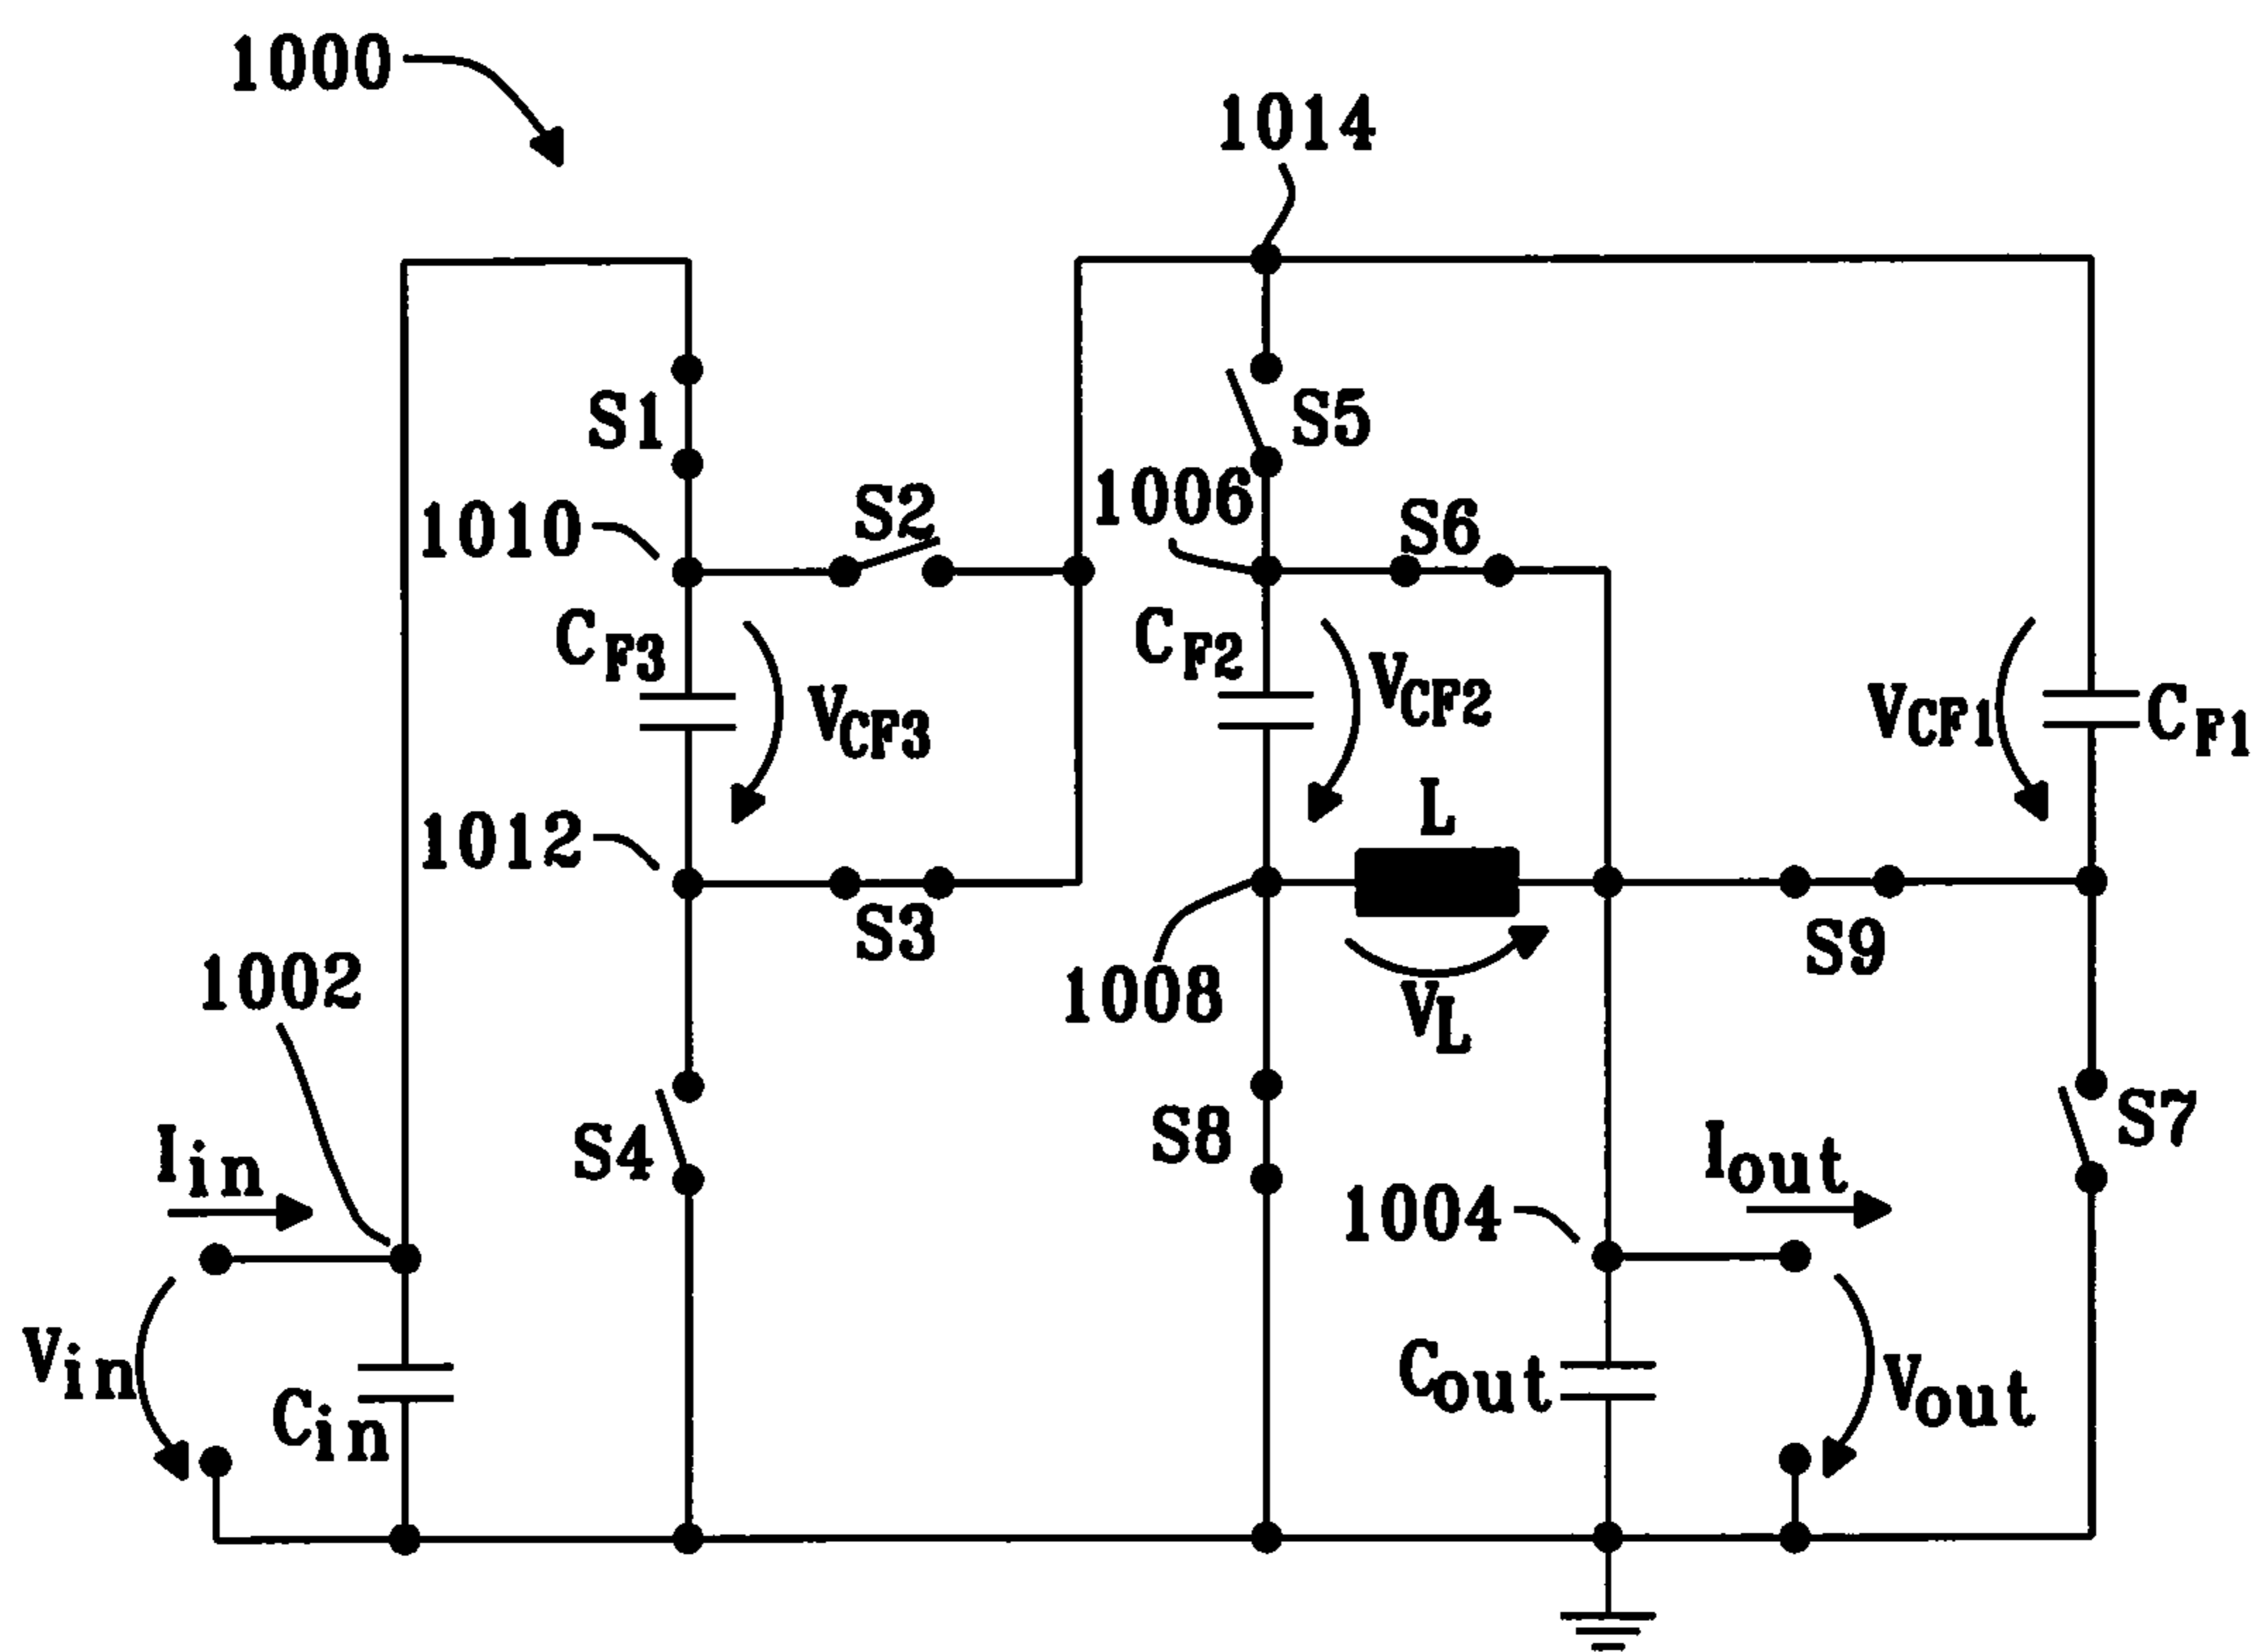 1000
1014
S1
S5
1010
S2
1006
S6
CF3
VCF3
CF2
VCF2
VCF1
CF1
L
1012
S3
S9
1002
1008
VL
Iin
S4
S8
1004
Iout
S7
Vin
Cin
Cout
Vout